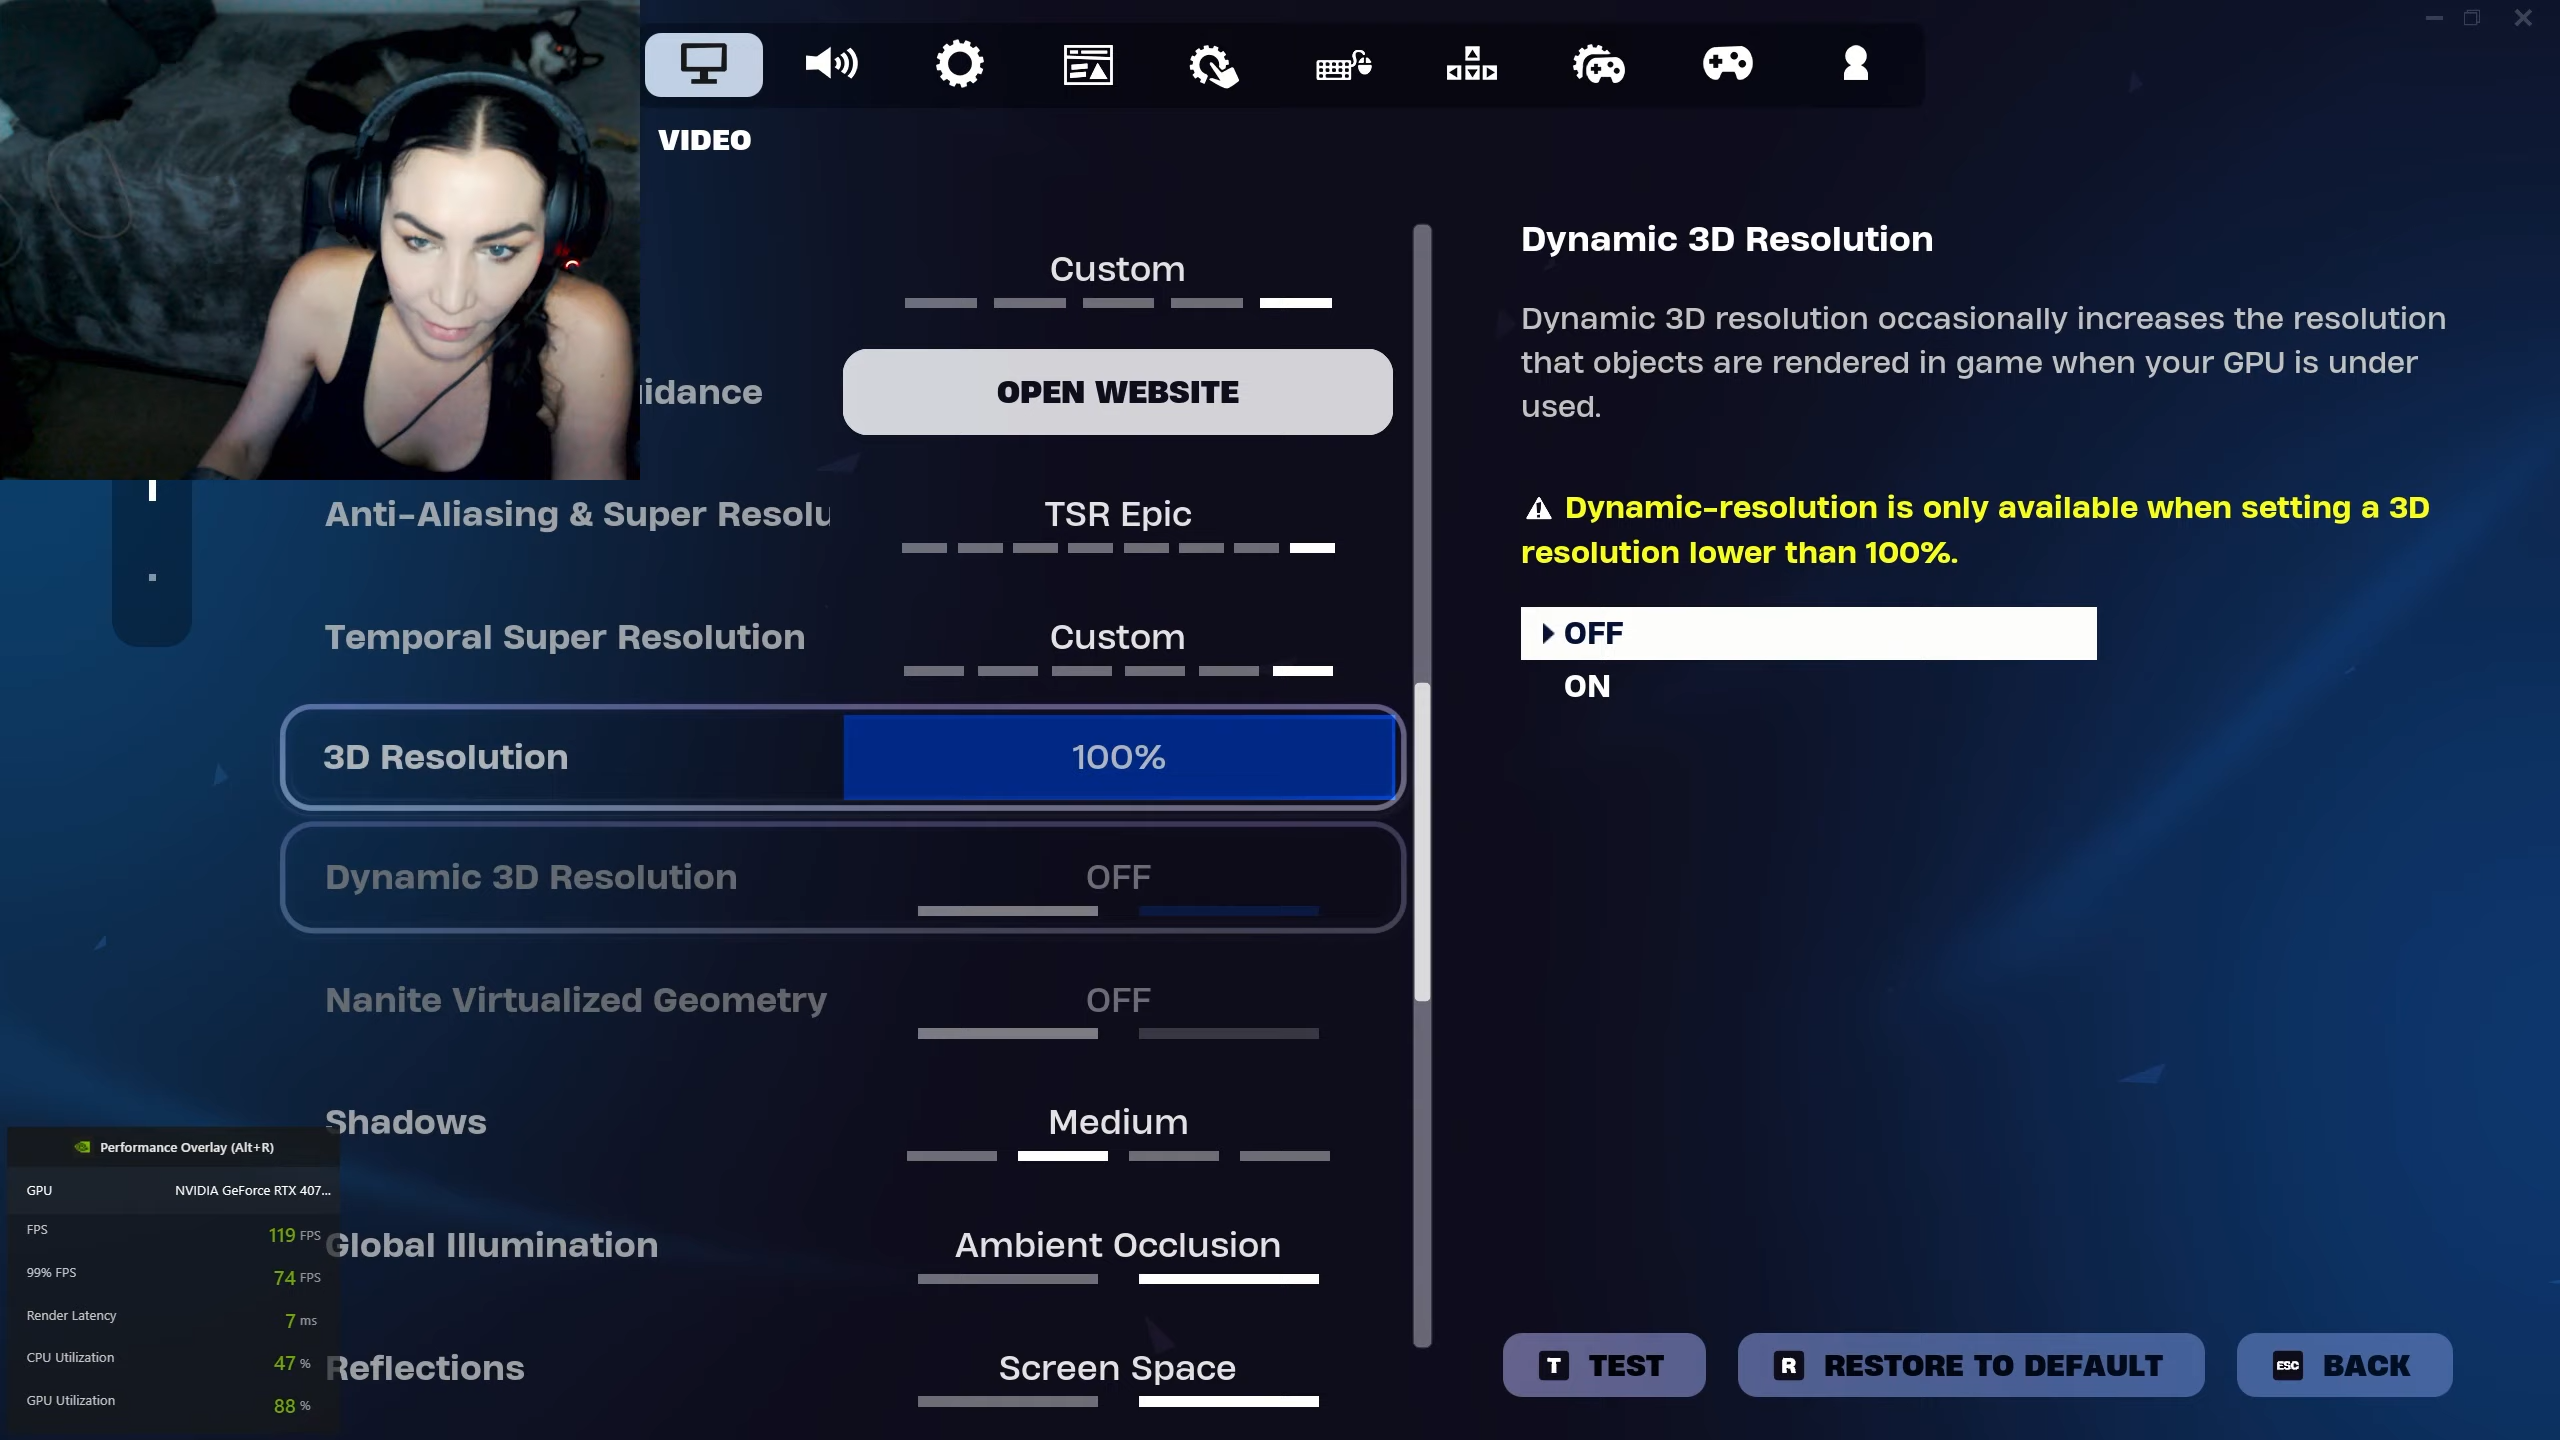 VIDEO
Custom
idance
OPEN WEBSITE
Anti-Aliasing & Super Resolu
TSR Epic
Temporal Super Resolution
Custom
3D Resolution
100%
Dynamic 3D Resolution
OFF
Nanite Virtualized Geometry
OFF
Shadows
Medium
Global Illumination
Ambient Occlusion
Reflections
Screen Space
Dynamic 3D Resolution
Dynamic 3D resolution occasionally increases the resolution
that objects are rendered in game when your GPU is under
used.
Dynamic-resolution is only available when setting a 3D
resolution lower than 100%.
OFF
ON
Performance Overlay (Alt+R)
GPU NVIDIA GeForce RTX 407...
FPS 119 FPS
99% FPS 74 FPS
Render Latency 7 ms
CPU Utilization 47 %
GPU Utilization 88 %
T TEST
R RESTORE TO DEFAULT
ESC BACK